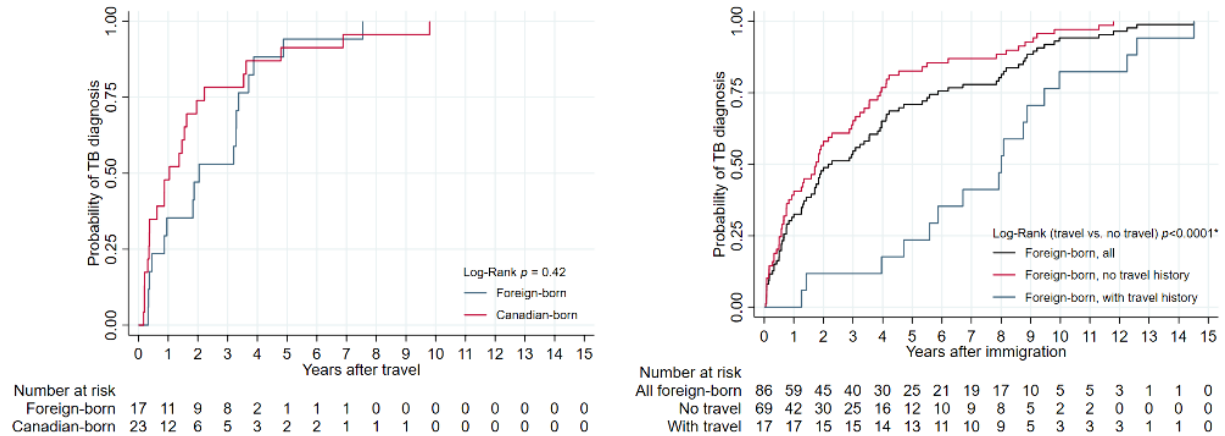 1.00
0.75
0.50
0.25
0.00
Probability of TB diagnosis
Log-Rank p = 0.42
Foreign-born
Canadian-born
0 1 2 3 4 5 6 7 8 9 10 11 12 13 14 15
Years after travel
Number at risk
Foreign-born 17 11 9 8 2 1 1 1 0 0 0 0 0 0 0 0
Canadian-born 23 12 6 5 3 2 2 1 1 1 0 0 0 0 0 0
1.00
0.75
0.50
0.25
0.00
Probability of TB diagnosis
Log-Rank (travel vs. no travel) p<0.0001*
Foreign-born, all
Foreign-born, no travel history
Foreign-born, with travel history
0 1 2 3 4 5 6 7 8 9 10 11 12 13 14 15
Years after immigration
Number at risk
All foreign-born 86 59 45 40 30 25 21 19 17 10 5 5 3 1 1 0
No travel 69 42 30 25 16 12 10 9 8 5 2 2 0 0 0 0
With travel 17 17 15 15 14 13 11 10 9 5 3 3 3 1 1 0